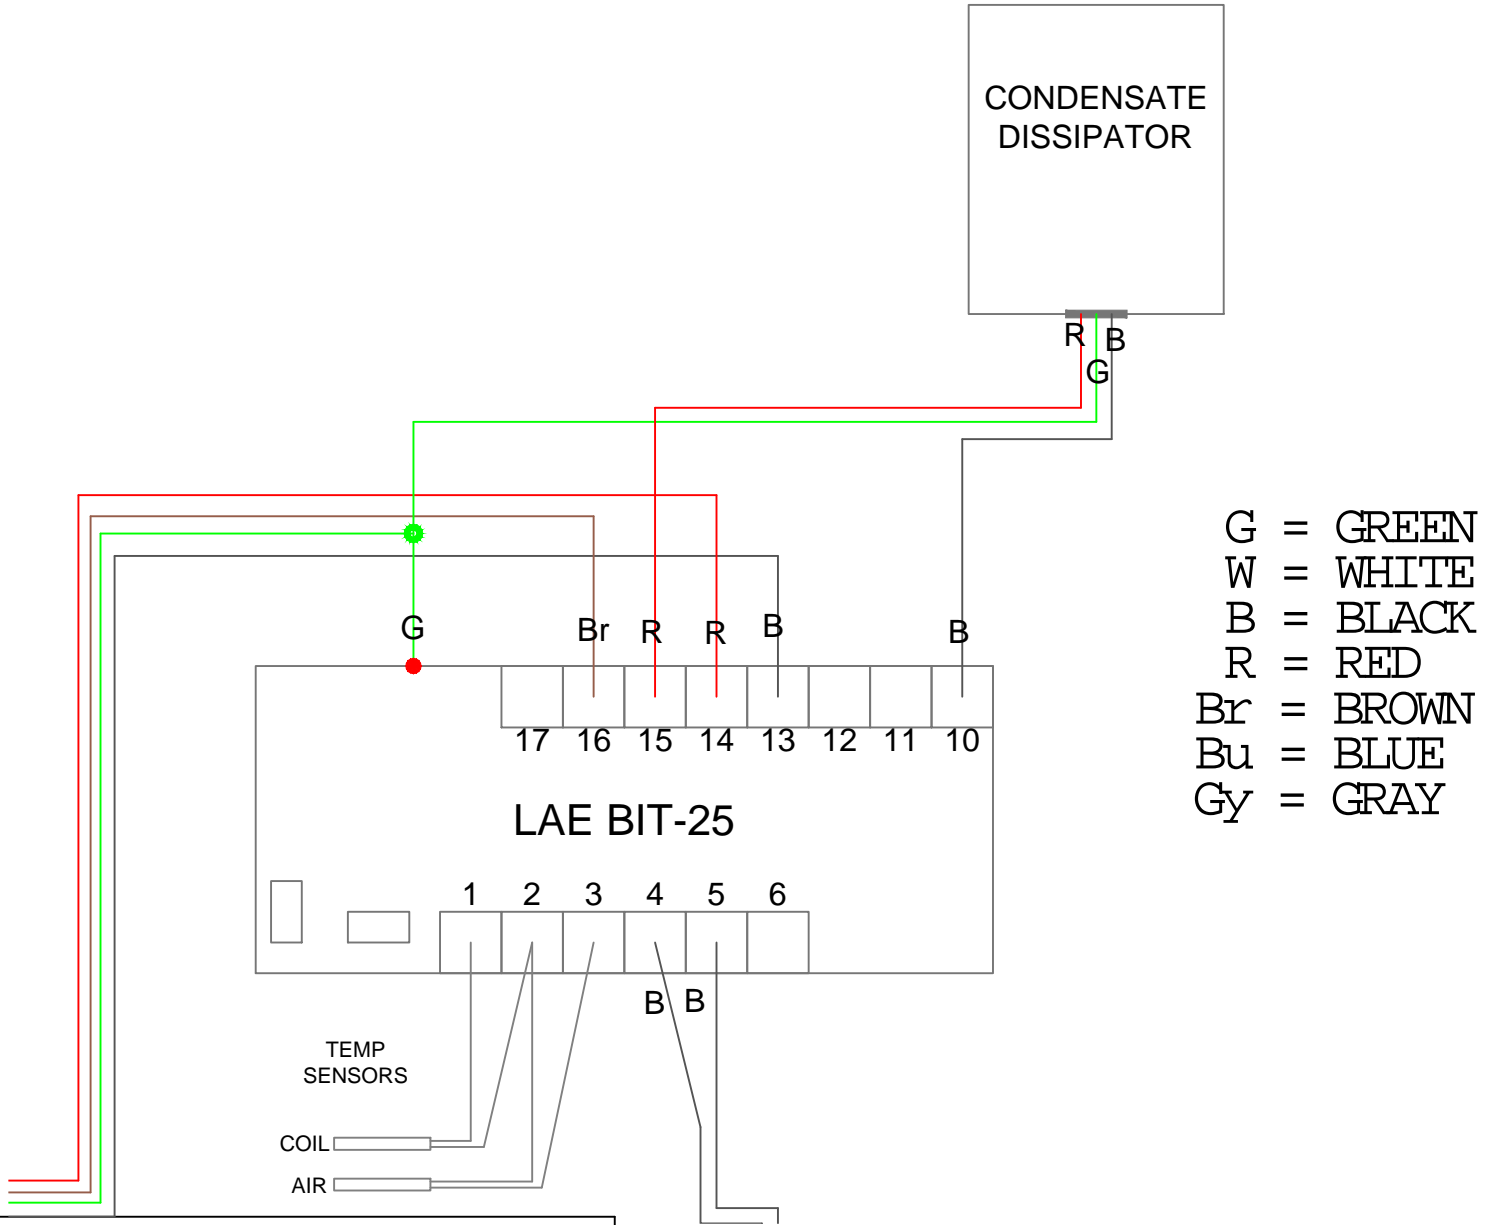 CONDENSATE
DISSIPATOR
R B
G
G = GREEN
W = WHITE
B = BLACK
R = RED
Br = BROWN
Bu = BLUE
Gy = GRAY
G Br R R B B
17 16 15 14 13 12 11 10
LAE BIT-25
1 2 3 4 5 6
B B
TEMP
SENSORS
COIL
AIR